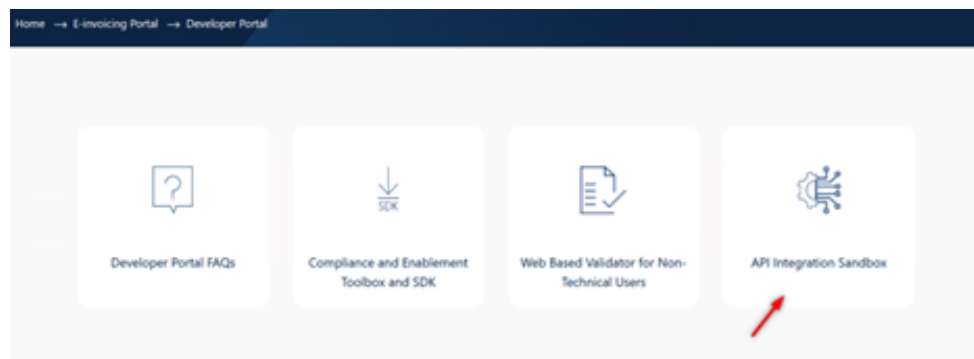 Home → E-invoicing Portal → Developer Portal
SDK
Developer Portal FAQs
Compliance and Enablement
Toolbox and SDK
Web Based Validator for Non-
Technical Users
API Integration Sandbox